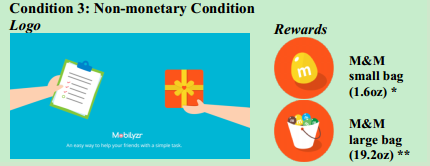 Condition 3: Non-monetary Condition
Logo
Rewards
Mobilyzr
An easy way to help your friends with a simple task.
m
M&M
small bag
(1.6oz) *
M&M
large bag
(19.2oz) **